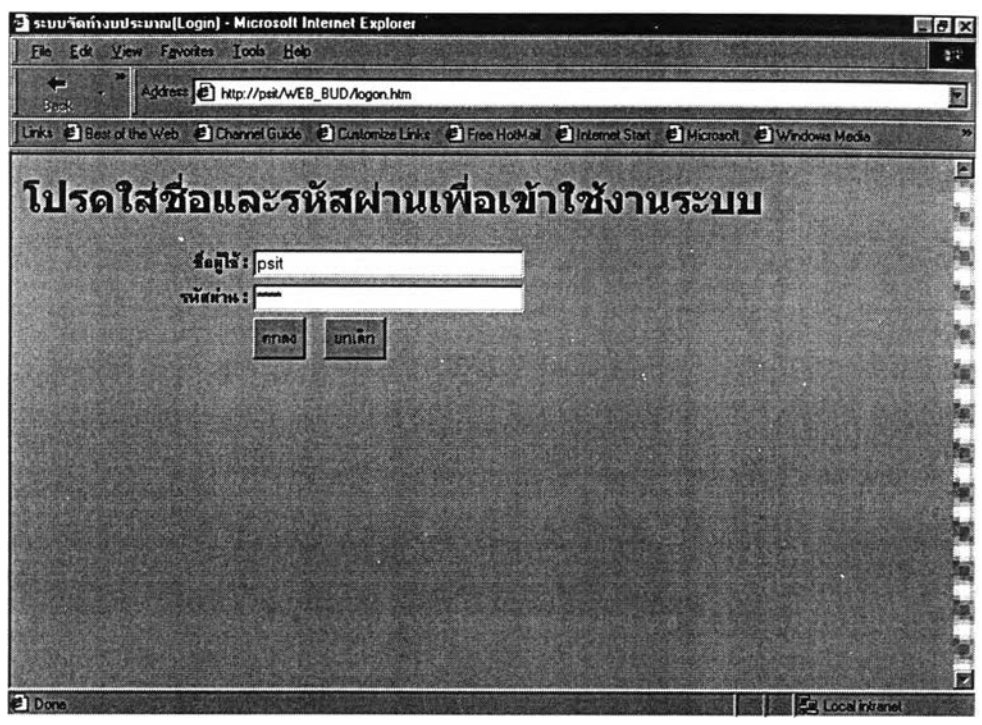 ระบบจัดทำงบประมาณ(Login) - Microsoft Internet Explorer
File Edit View Favorites Tools Help
Back » Address http://psit/WEB_BUD/logon.htm
Links Best of the Web Channel Guide Customize Links Free HotMail Internet Start Microsoft Windows Media »
โปรดใส่ชื่อและรหัสผ่านเพื่อเข้าใช้งานระบบ
ชื่อผู้ใช้ : psit
รหัสผ่าน : ****
ตกลง ยกเลิก
Done Local intranet